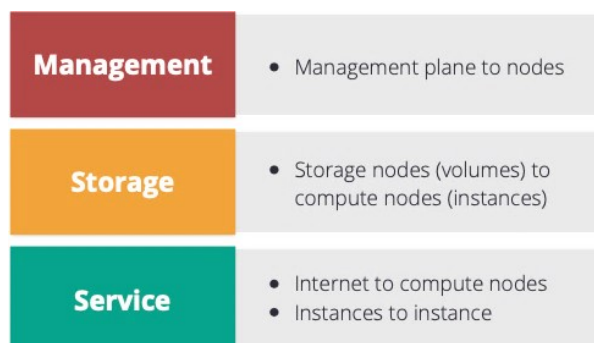 Management
• Management plane to nodes
Storage
• Storage nodes (volumes) to
compute nodes (instances)
Service
• Internet to compute nodes
• Instances to instance